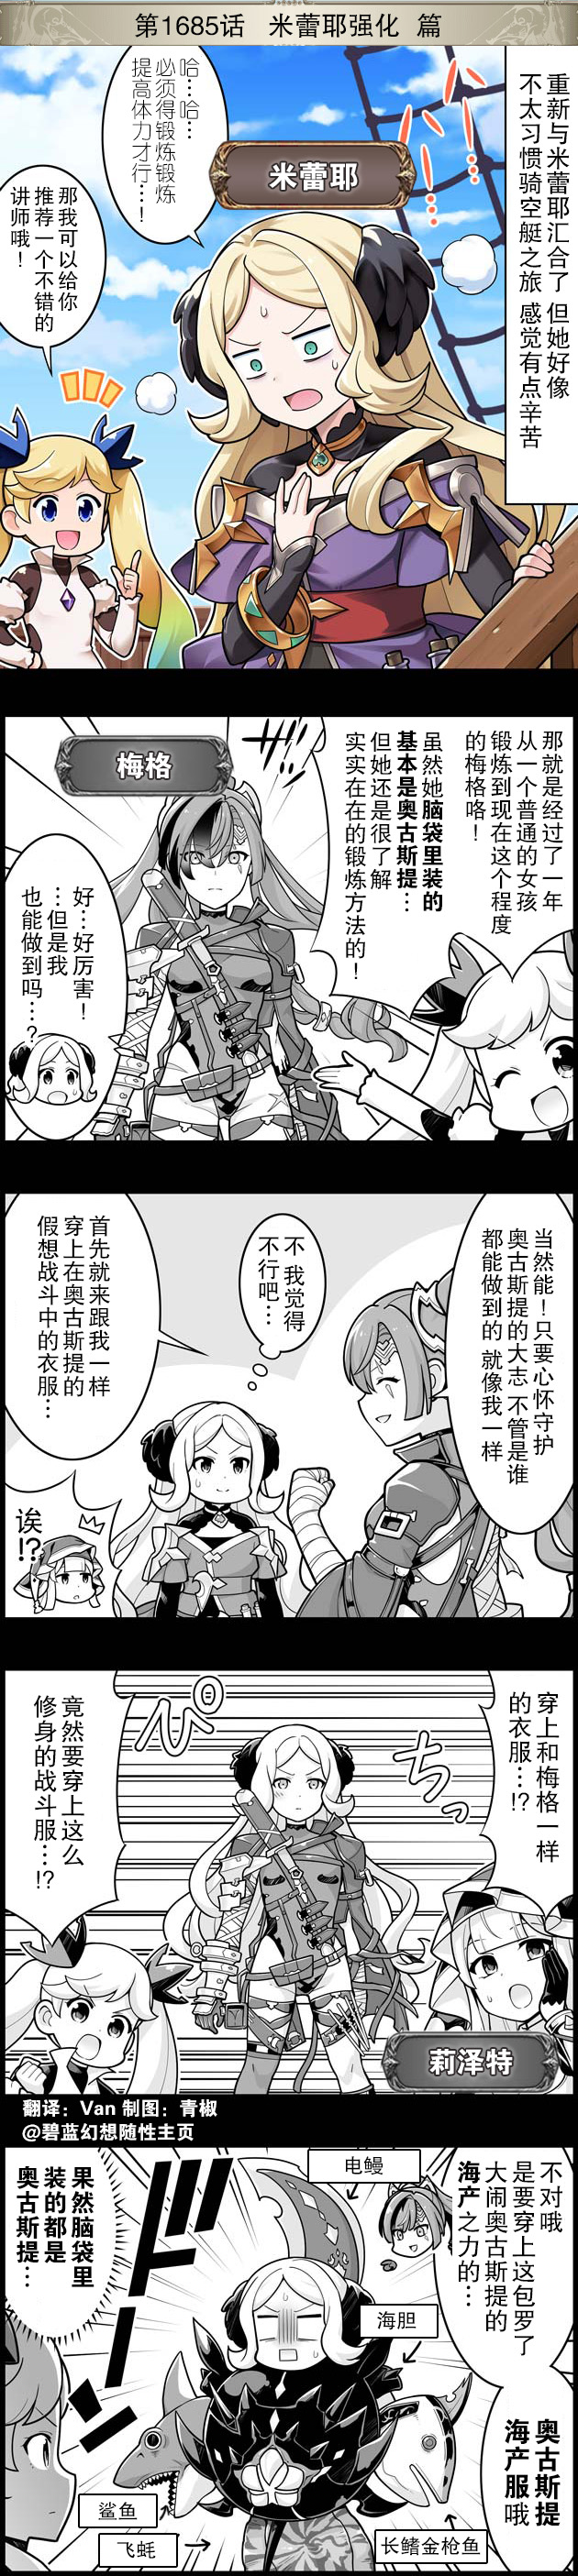 第1685话 米蕾耶强化 篇
重新与米蕾耶汇合了 但她好像
不太习惯骑空艇之旅 感觉有点辛苦
哈…哈…
必须得锻炼锻炼
提高体力才行…！
米蕾耶
那我可以给你
推荐一个不错的
讲师哦！
那就是经过了一年
从一个普通的女孩
锻炼到现在这个程度
的梅格咯！
虽然她脑袋里装的
基本是奥古斯提…
但她还是很了解
实实在在的锻炼方法的！
梅格
好…好厉害！
…但是我
也能做到吗…？
当然能！只要心怀守护
奥古斯提的大志 不管是谁
都能做到的 就像我一样
不 我觉得
不行吧…
首先就来跟我一样
穿上在奥古斯提的
假想战斗中的衣服…
诶
!?
穿上和梅格一样
的衣服…!?
ぴ
ちっ
竟然要穿上这么
修身的战斗服…!?
莉泽特
翻译：Van 制图：青椒
@碧蓝幻想随性主页
不对哦
是要穿上这包罗了
大闹奥古斯提的
海产之力的…
电鳗
海胆
奥古斯提
海产服哦
果然脑袋里
装的都是
奥古斯提…
鲨鱼
飞蚝
长鳍金枪鱼